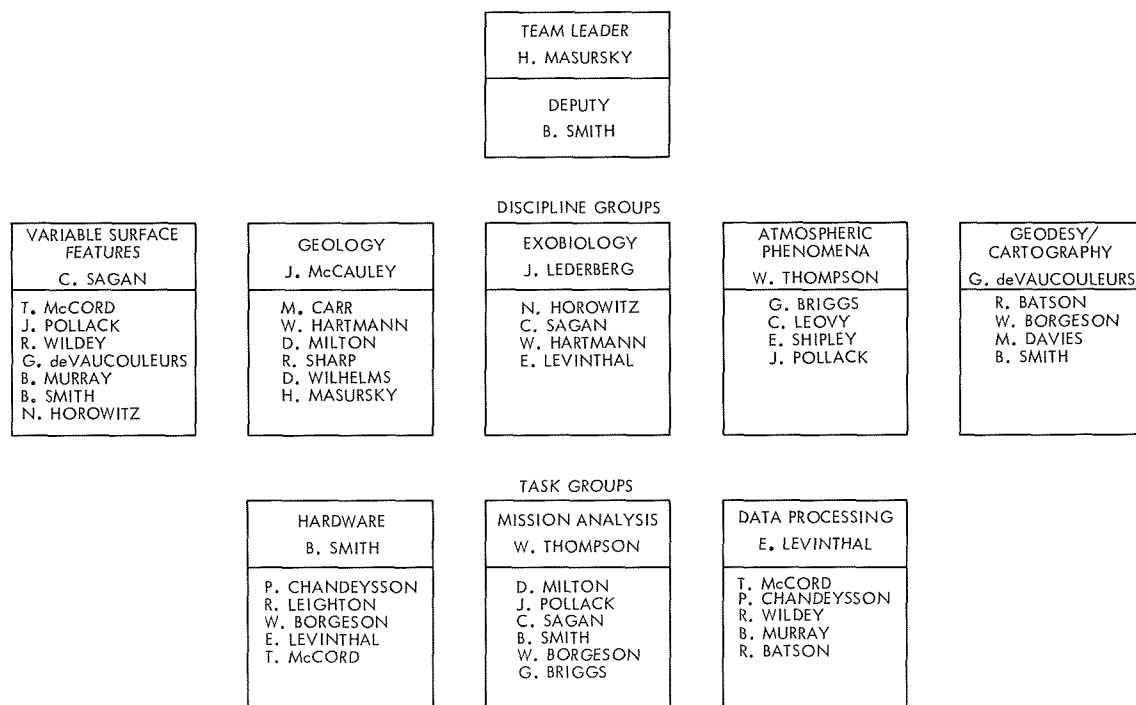 TEAM LEADER
H. MASURSKY
DEPUTY
B. SMITH
DISCIPLINE GROUPS
VARIABLE SURFACE
FEATURES
C. SAGAN
T. McCORD
J. POLLACK
R. WILDEY
G. deVAUCOULEURS
B. MURRAY
B. SMITH
N. HOROWITZ
GEOLOGY
J. McCAULEY
M. CARR
W. HARTMANN
D. MILTON
R. SHARP
D. WILHELMS
H. MASURSKY
EXOBIOLOGY
J. LEDERBERG
N. HOROWITZ
C. SAGAN
W. HARTMANN
E. LEVINTHAL
ATMOSPHERIC
PHENOMENA
W. THOMPSON
G. BRIGGS
C. LEOVY
E. SHIPLEY
J. POLLACK
GEODESY/
CARTOGRAPHY
G. deVAUCOULEURS
R. BATSON
W. BORGESON
M. DAVIES
B. SMITH
TASK GROUPS
HARDWARE
B. SMITH
P. CHANDEYSSON
R. LEIGHTON
W. BORGESON
E. LEVINTHAL
T. McCORD
MISSION ANALYSIS
W. THOMPSON
D. MILTON
J. POLLACK
C. SAGAN
B. SMITH
W. BORGESON
G. BRIGGS
DATA PROCESSING
E. LEVINTHAL
T. McCORD
P. CHANDEYSSON
R. WILDEY
B. MURRAY
R. BATSON